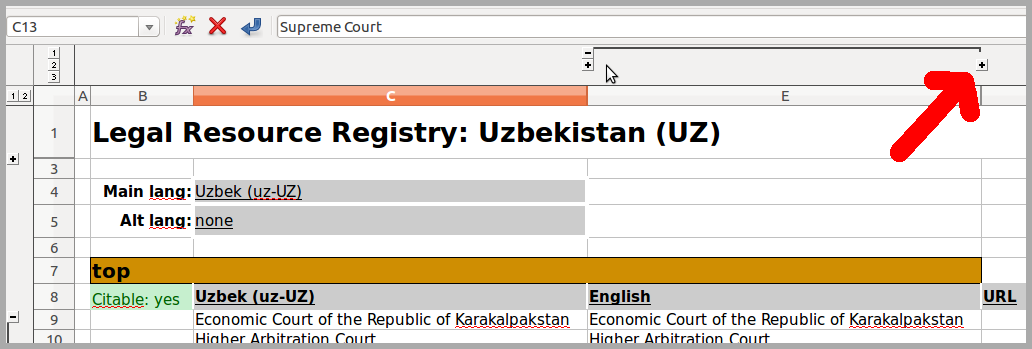 C13 Supreme Court
1
2
3
1 2 A B C E
1 Legal Resource Registry: Uzbekistan (UZ)
3
4 Main lang: Uzbek (uz-UZ)
5 Alt lang: none
6
7 top
8 Citable: yes Uzbek (uz-UZ) English URL
9 Economic Court of the Republic of Karakalpakstan Economic Court of the Republic of Karakalpakstan
10 Higher Arbitration Court Higher Arbitration Court